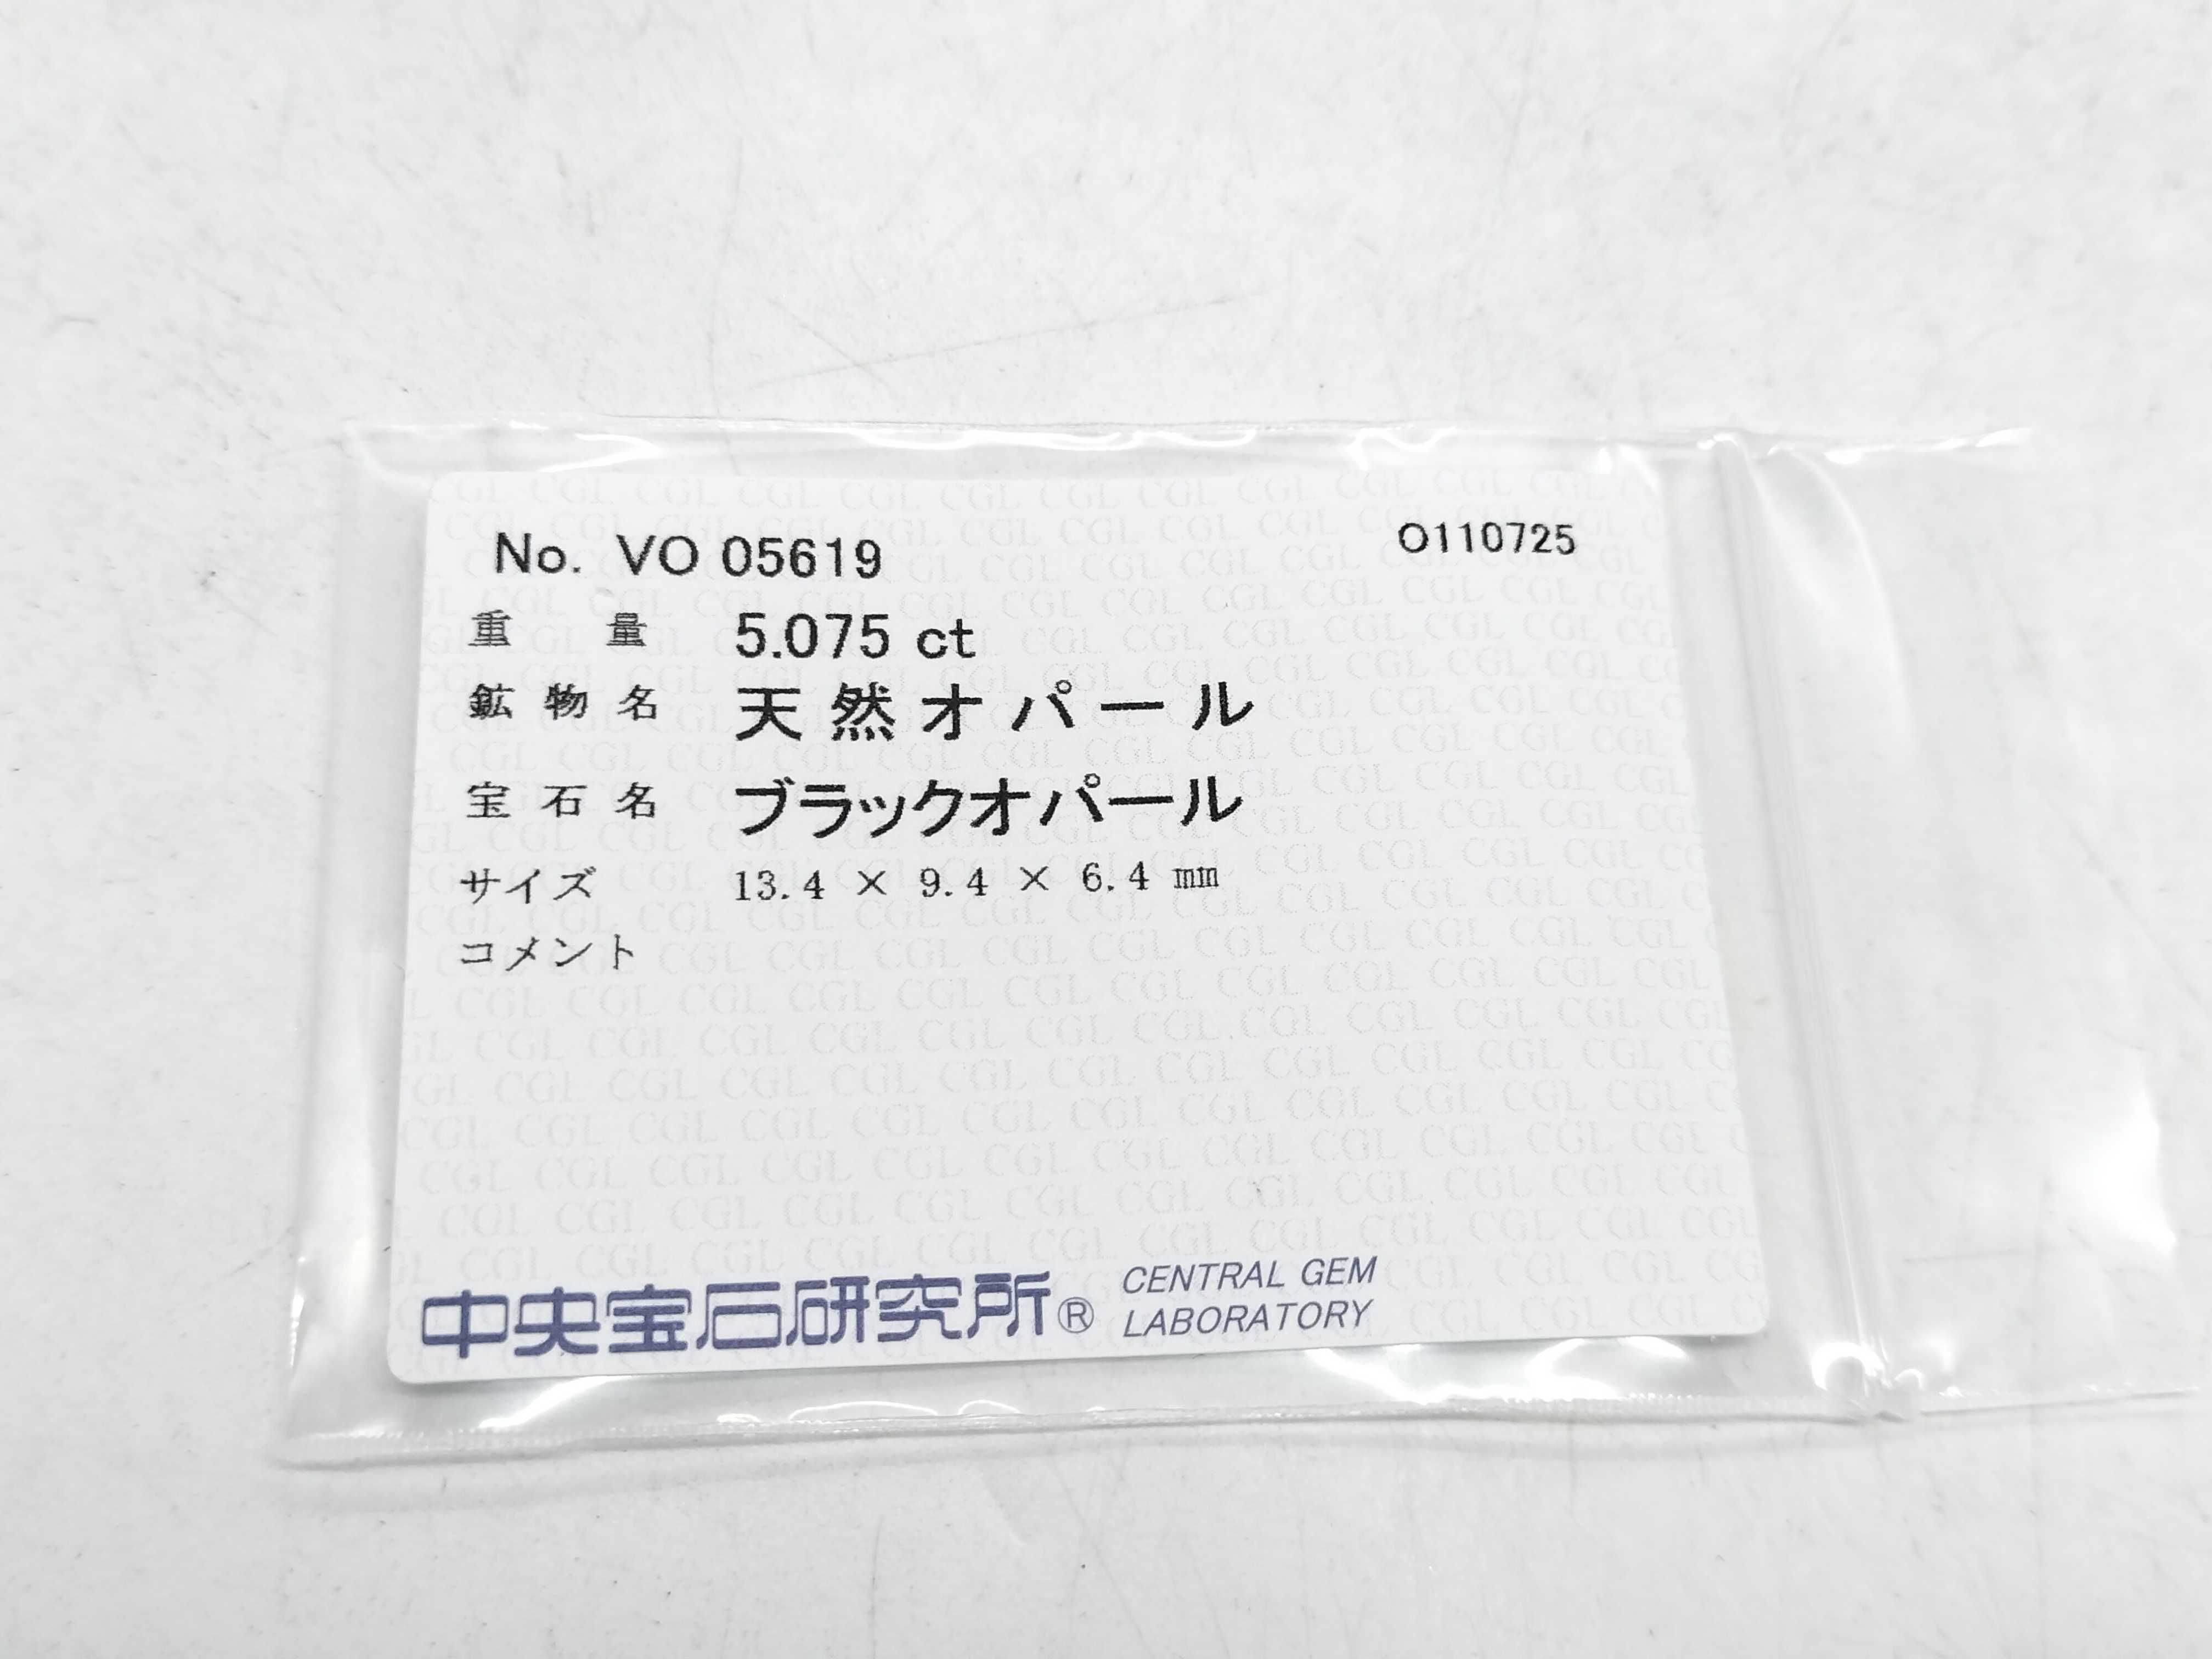 No. VO 05619 O110725
重量 5.075 ct
鉱物名 天然オパール
宝石名 ブラックオパール
サイズ 13.4 × 9.4 × 6.4 ㎜
コメント
中央宝石研究所® CENTRAL GEM LABORATORY